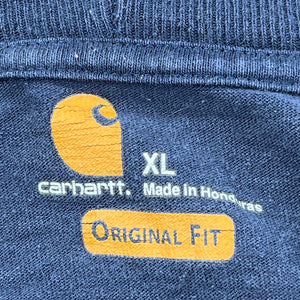 XL
carhartt.
Made in Honduras
ORIGINAL FIT